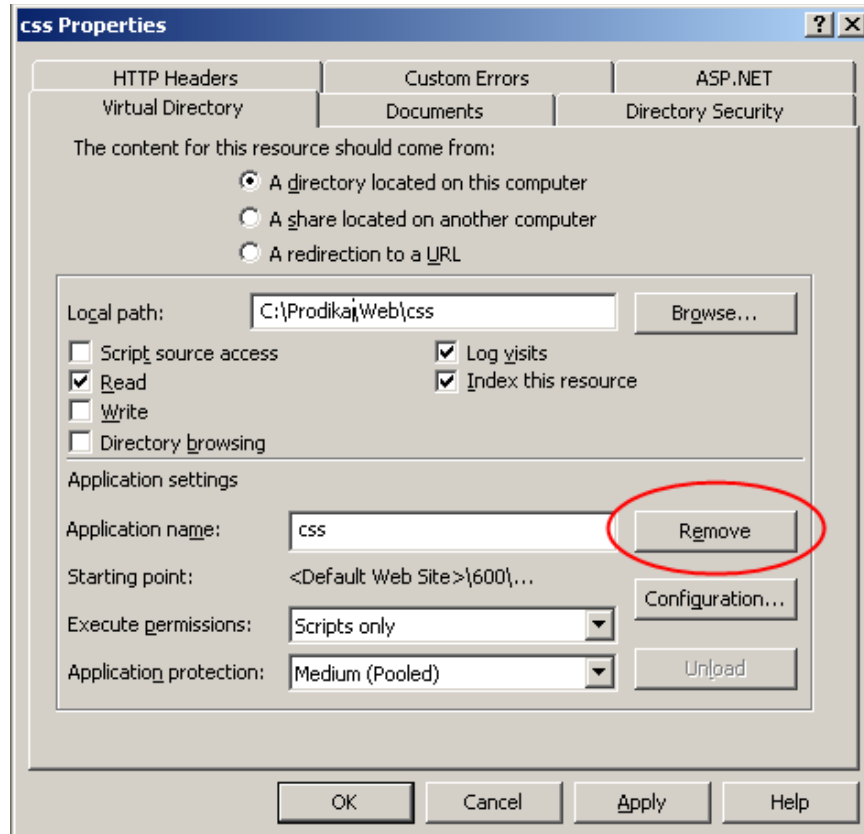 css Properties
HTTP Headers Custom Errors ASP.NET
Virtual Directory Documents Directory Security
The content for this resource should come from:
A directory located on this computer
A share located on another computer
A redirection to a URL
Local path: C:\Prodika\Web\css Browse...
Script source access Log visits
Read Index this resource
Write
Directory browsing
Application settings
Application name: css Remove
Starting point: <Default Web Site>\600\...
Configuration...
Execute permissions: Scripts only
Application protection: Medium (Pooled) Unload
OK Cancel Apply Help